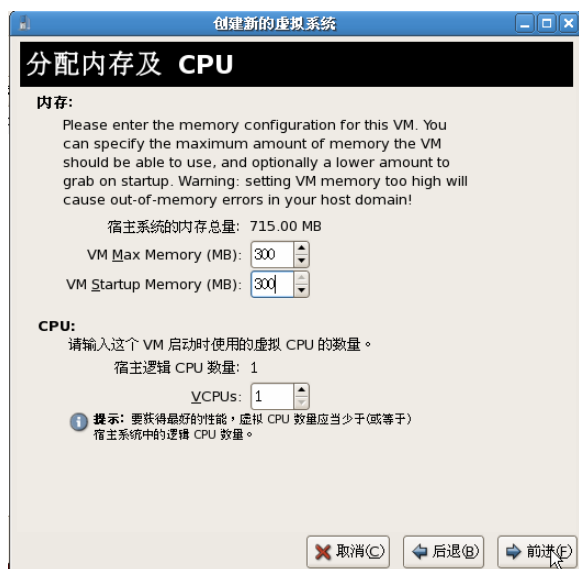 创建新的虚拟系统
分配内存及 CPU
内存:
Please enter the memory configuration for this VM. You
can specify the maximum amount of memory the VM
should be able to use, and optionally a lower amount to
grab on startup. Warning: setting VM memory too high will
cause out-of-memory errors in your host domain!
宿主系统的内存总量: 715.00 MB
VM Max Memory (MB): 300
VM Startup Memory (MB): 300
CPU:
请输入这个 VM 启动时使用的虚拟 CPU 的数量。
宿主逻辑 CPU 数量: 1
VCPUs: 1
提示: 要获得最好的性能,虚拟 CPU 数量应当少于(或等于)
宿主系统中的逻辑 CPU 数量。
取消(C) 后退(B) 前进(F)